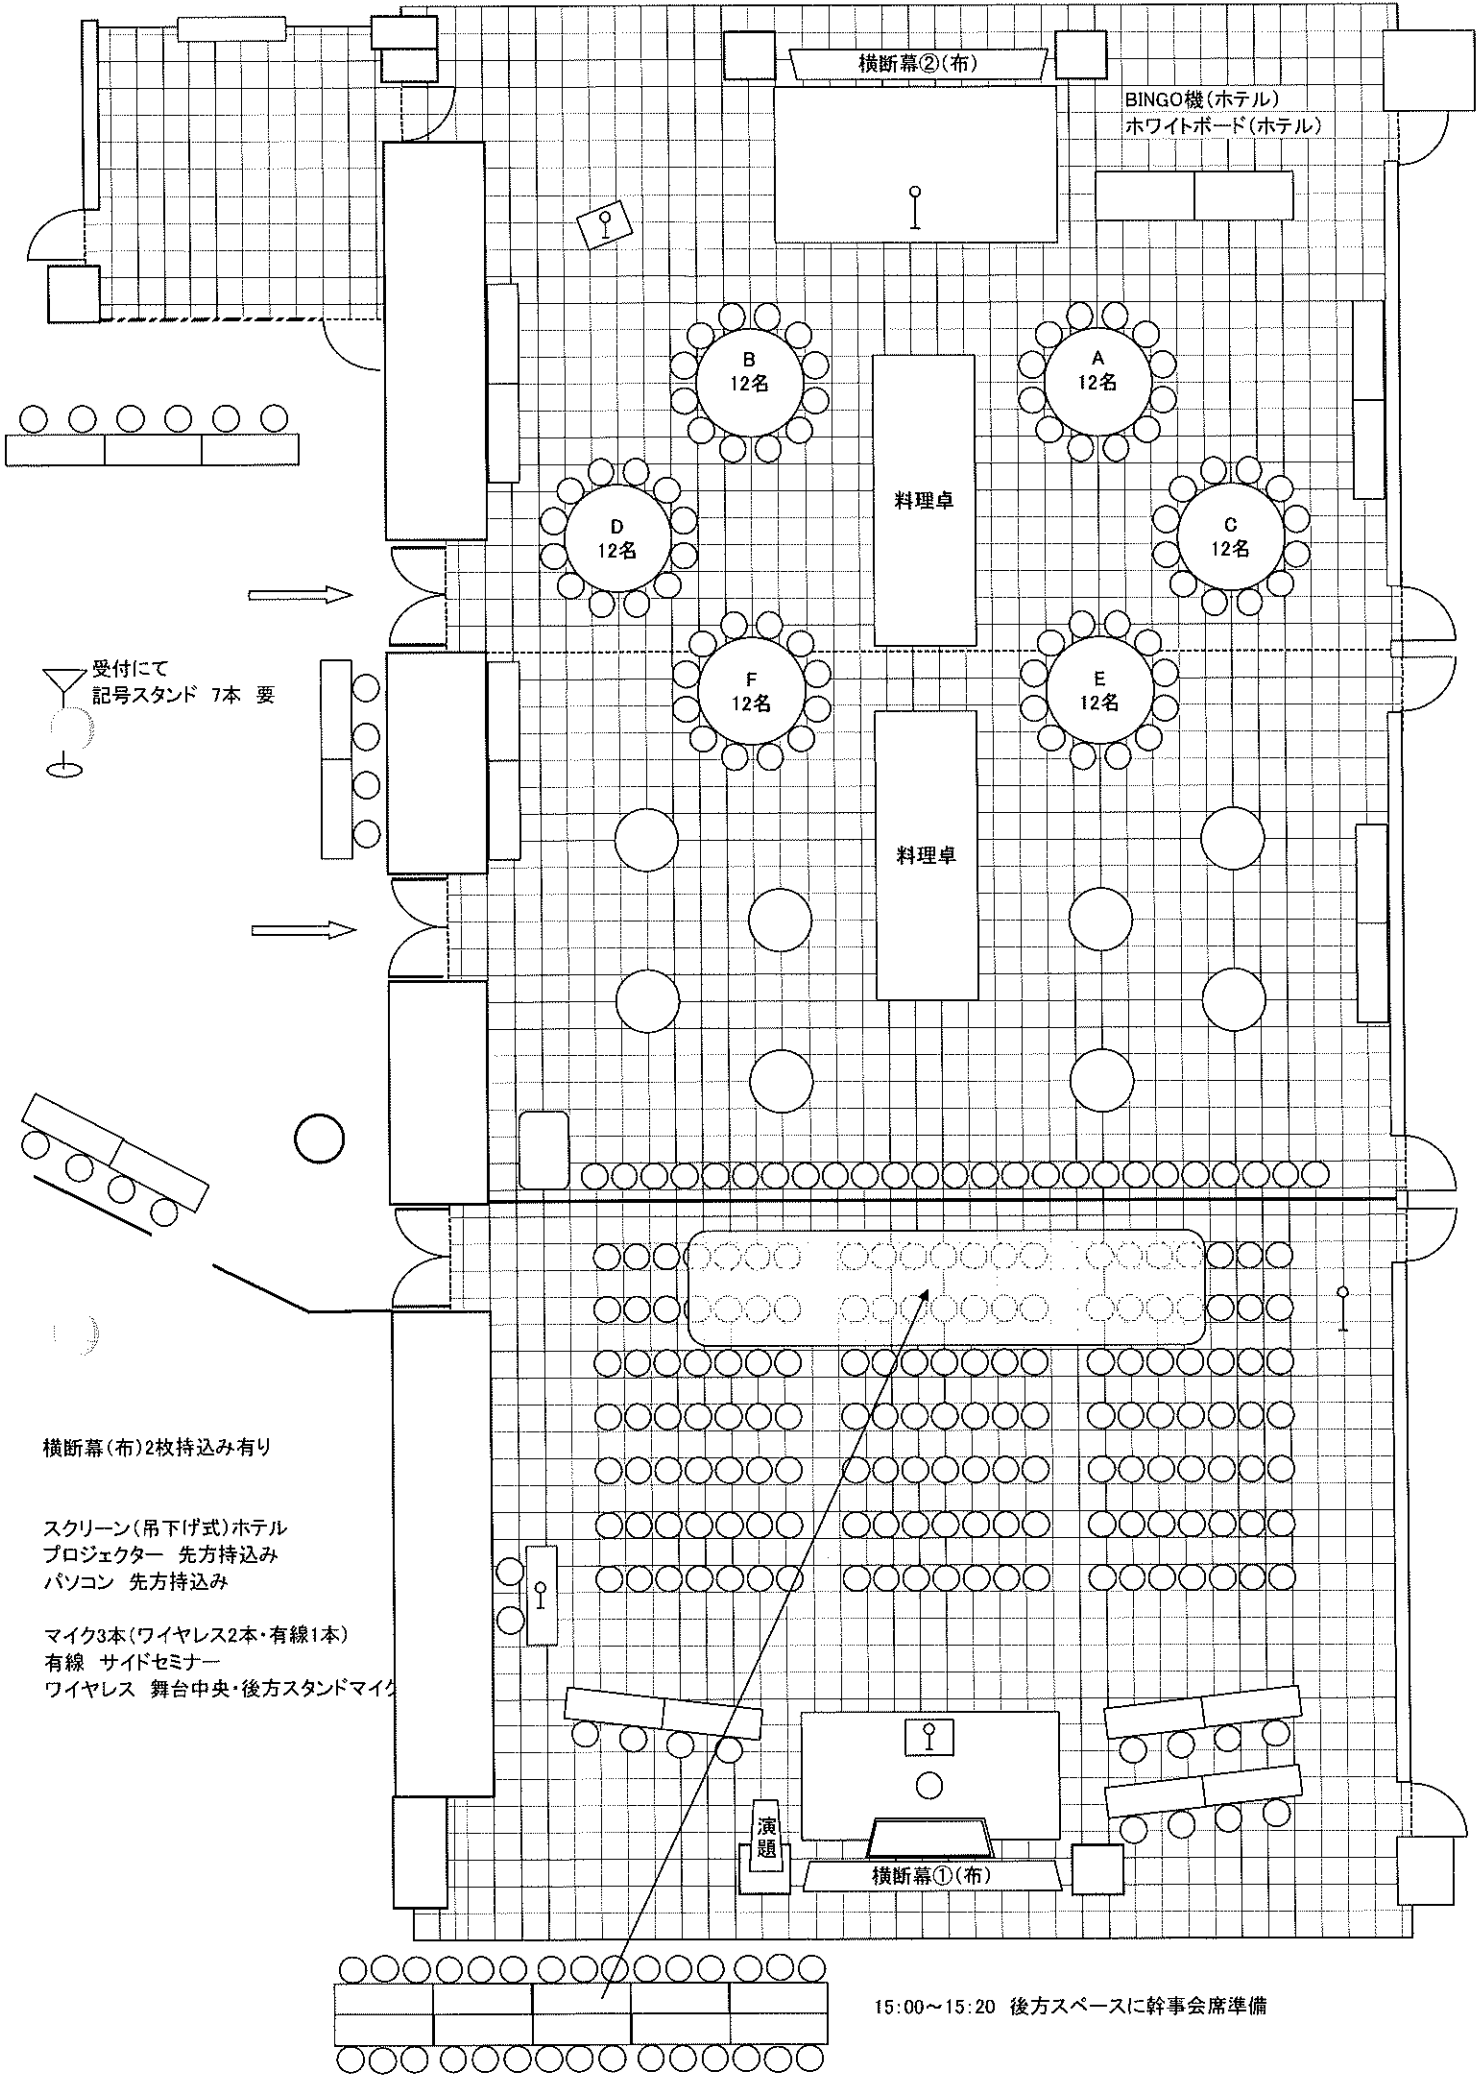 横断幕②(布)
BINGO機(ホテル)
ホワイトボード(ホテル)
B
12名
A
12名
料理卓
D
12名
C
12名
受付にて
記号スタンド 7本 要
F
12名
E
12名
料理卓
横断幕(布)2枚持込み有り
スクリーン(吊下げ式)ホテル
プロジェクター 先方持込み
パソコン 先方持込み
マイク3本(ワイヤレス2本・有線1本)
有線 サイドセミナー
ワイヤレス 舞台中央・後方スタンドマイク
演題
横断幕①(布)
15:00～15:20 後方スペースに幹事会席準備